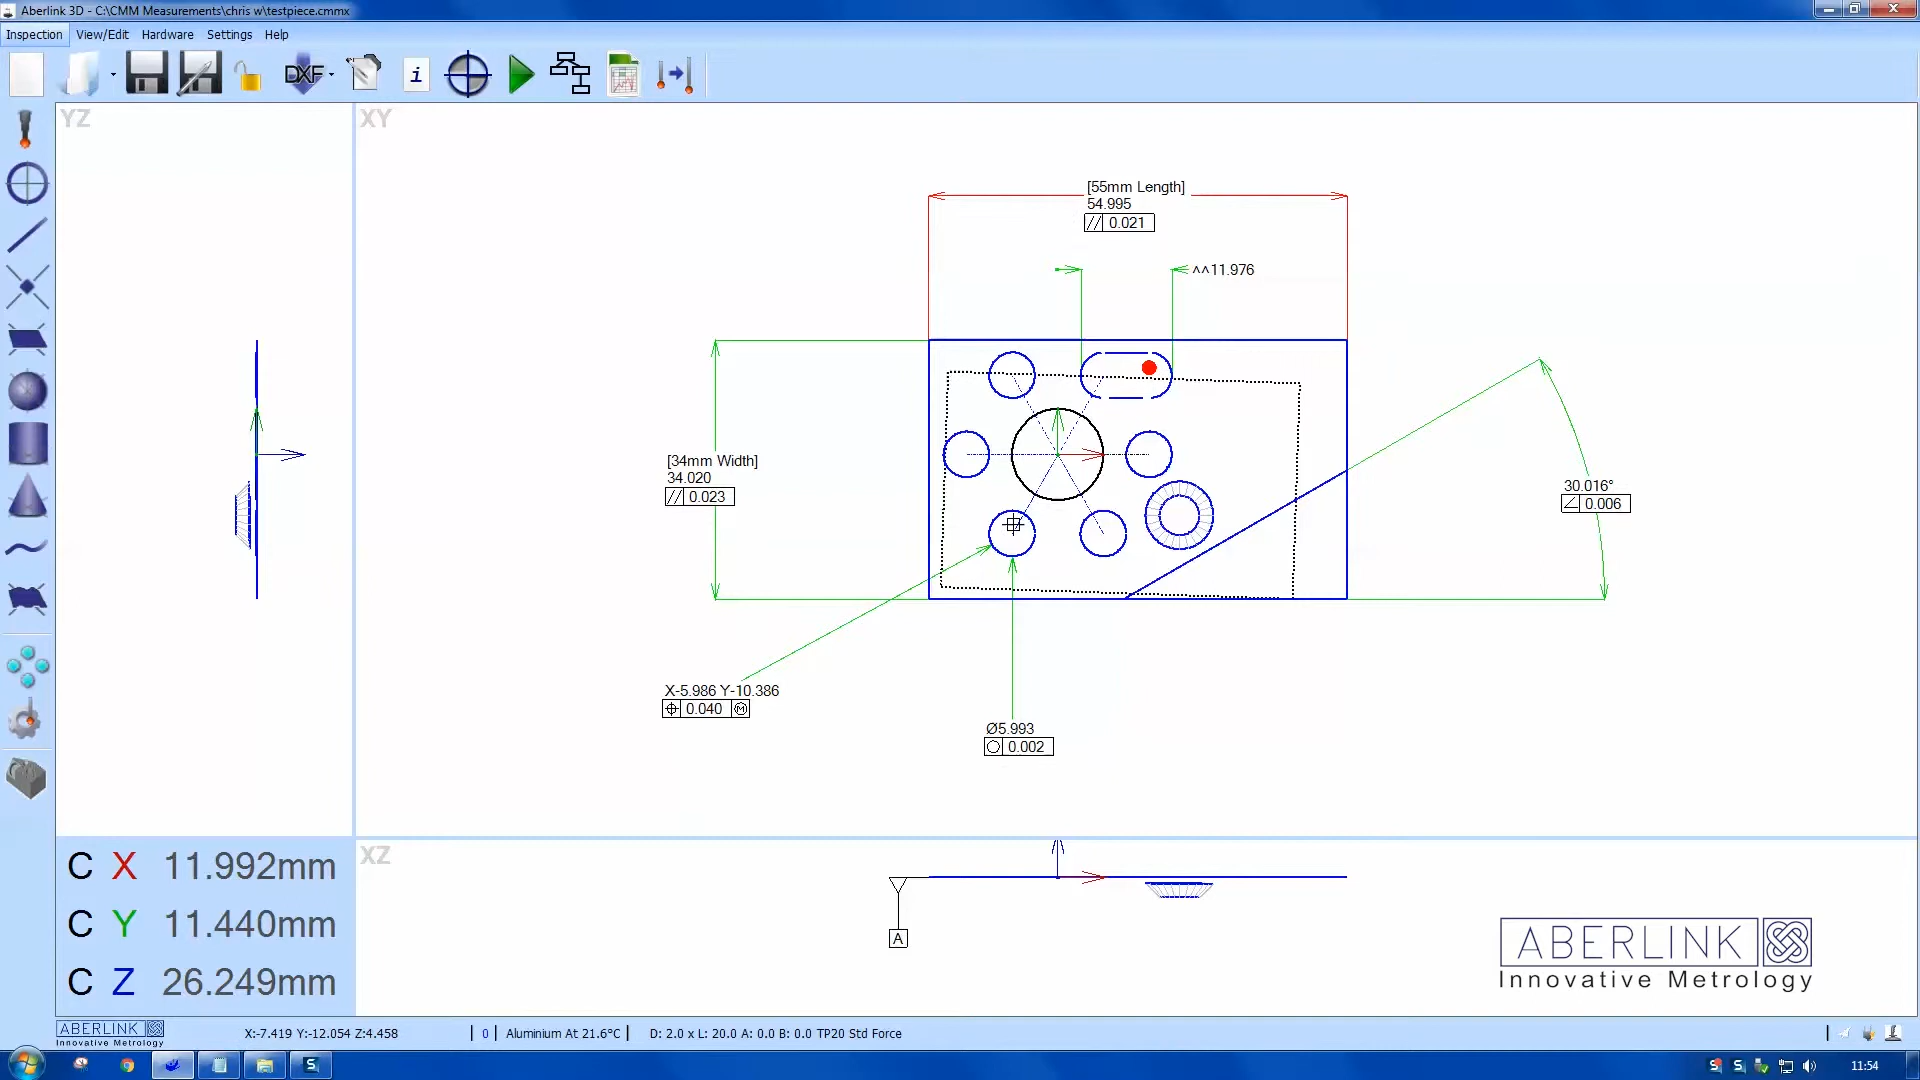 Aberlink 3D - C:\CMM Measurements\chris w\testpiece.cmmx
Inspection View/Edit Hardware Settings Help
DXF
i
YZ
XY
[55mm Length]
54.995
// 0.021
^^11.976
[34mm Width]
34.020
// 0.023
30.016°
∠ 0.006
X-5.986 Y-10.386
⌖ 0.040 Ⓜ
Ø5.993
○ 0.002
C X 11.992mm
C Y 11.440mm
C Z 26.249mm
XZ
A
ABERLINK
Innovative Metrology
ABERLINK
Innovative Metrology
X:-7.419 Y:-12.054 Z:4.458
0
Aluminium At 21.6°C
D: 2.0 x L: 20.0 A: 0.0 B: 0.0 TP20 Std Force
11:54